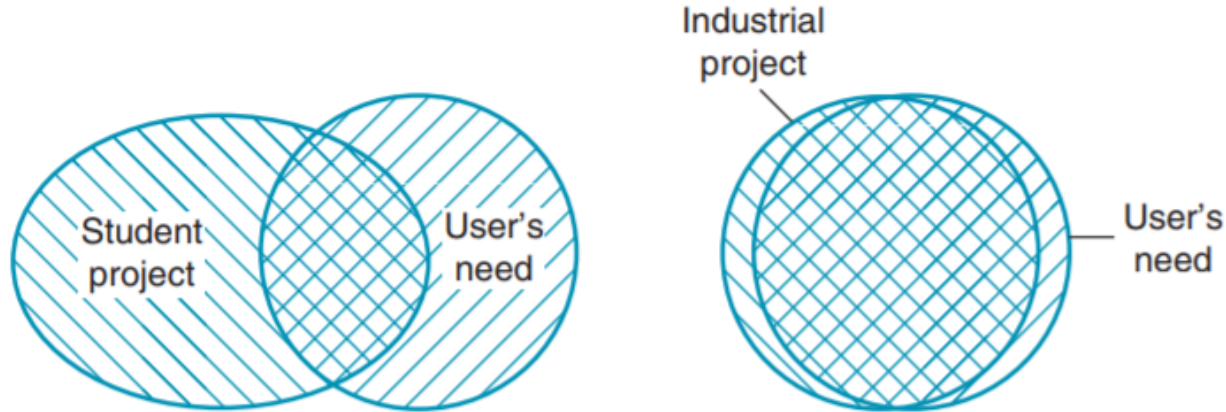 Student
project
User's
need
Industrial
project
User's
need